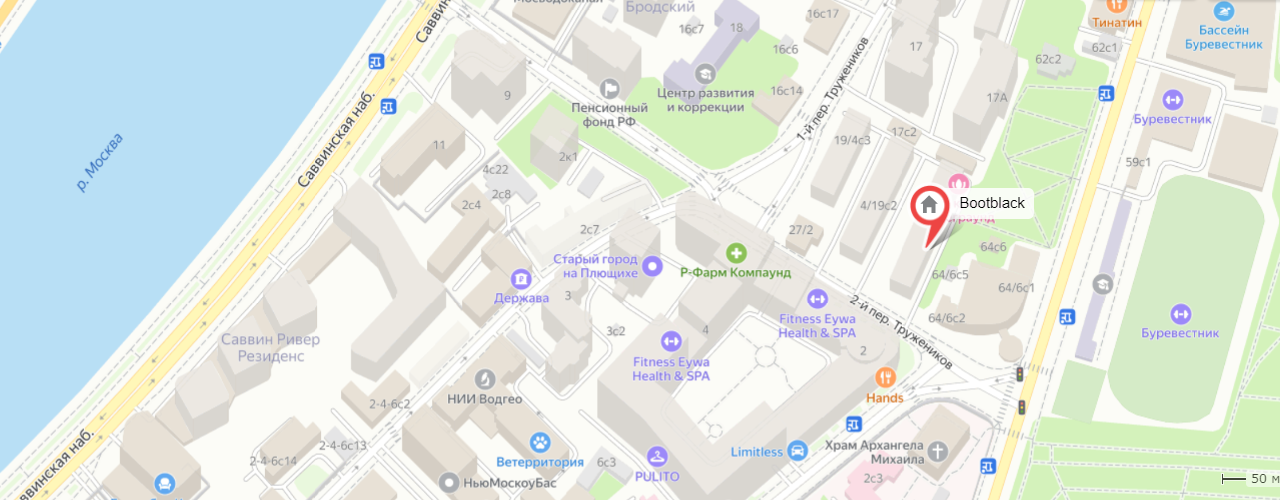 Мосводоканал
Бродский
16с7
18
16с17
16с6
17
62с2
62с1
Тинатин
Бассейн
Буревестник
Саввинская наб.
9
Пенсионный
фонд РФ
Центр развития
и коррекции
16с14
1-й пер. Тружеников
17А
Буревестник
р. Москва
11
2к1
4с22
2с8
2с4
2с7
19/4с3
17с2
4/19с2
59с1
Bootblack
27/2
64с6
64/6с5
64/6с1
64/6с2
Старый город
на Плющихе
Р-Фарм Компаунд
Держава
3
3с2
4
2
Fitness Eywa
Health & SPA
2-й пер. Тружеников
Буревестник
Саввин Ривер
Резиденс
Fitness Eywa
Health & SPA
НИИ Водгео
2-4-6с2
Hands
Саввинская наб.
2-4-6с13
2-4-6с14
Ветерритория
6с3
PULITO
Limitless
Храм Архангела
Михаила
2с3
НьюМоскоуБас
50 м